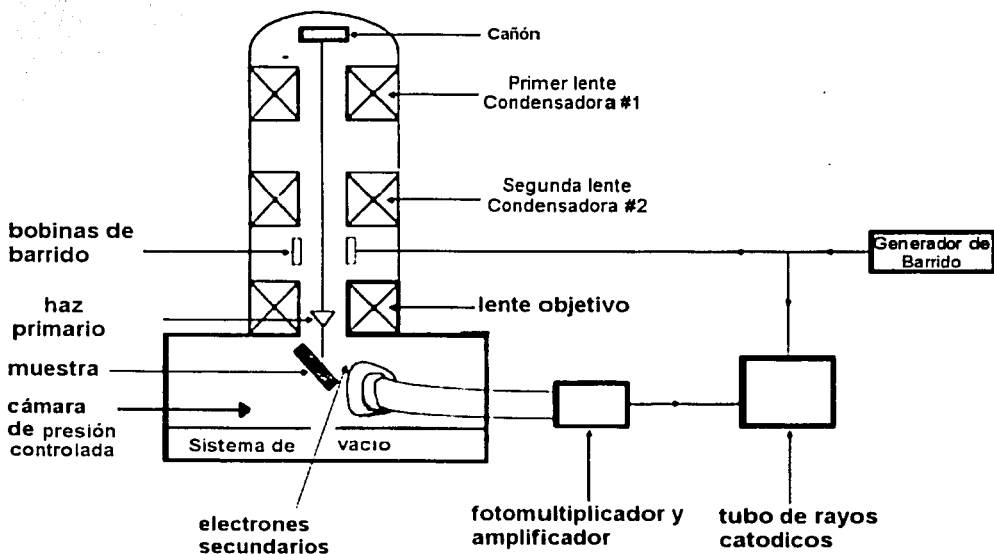 Cañón
Primer lente
Condensadora #1
Segunda lente
Condensadora #2
bobinas de
barrido
Generador de
Barrido
haz
primario
lente objetivo
muestra
cámara
de presión
controlada
Sistema de vacio
electrones
secundarios
fotomultiplicador y
amplificador
tubo de rayos
catodicos